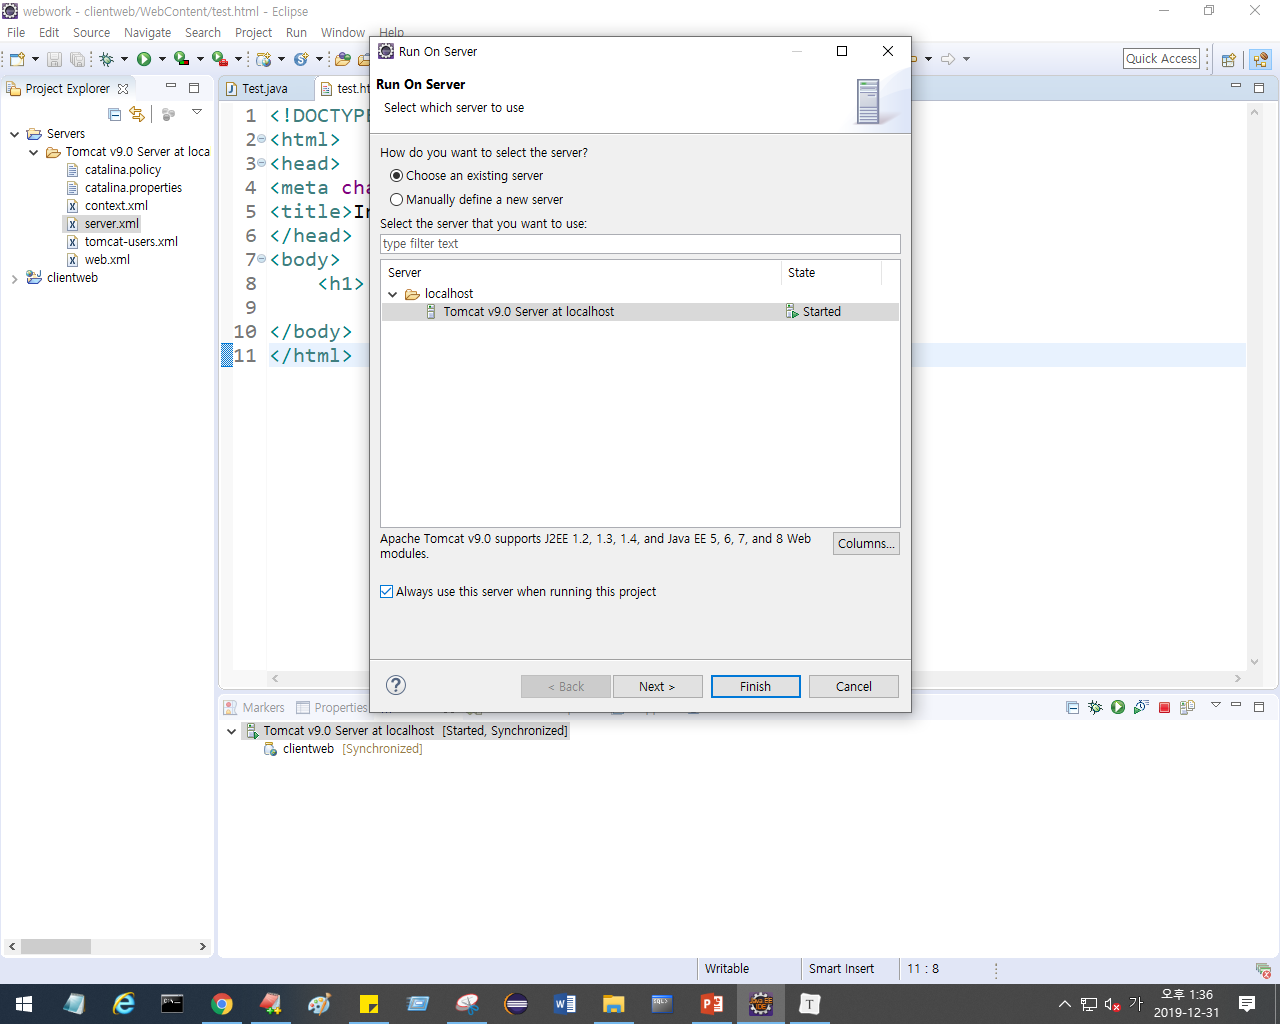 webwork - clientweb/WebContent/test.html - Eclipse
File Edit Source Navigate Search Project Run Window Help
Quick Access
Project Explorer
Servers
Tomcat v9.0 Server at loca
catalina.policy
catalina.properties
context.xml
server.xml
tomcat-users.xml
web.xml
clientweb
Test.java
test.ht
1 <!DOCTYPE
2 <html>
3 <head>
4 <meta cha
5 <title>I
6 </head>
7 <body>
8 <h1>
9
10 </body>
11 </html>
Run On Server
Run On Server
Select which server to use
How do you want to select the server?
Choose an existing server
Manually define a new server
Select the server that you want to use:
type filter text
Server State
localhost
Tomcat v9.0 Server at localhost Started
Apache Tomcat v9.0 supports J2EE 1.2, 1.3, 1.4, and Java EE 5, 6, 7, and 8 Web
modules.
Columns...
Always use this server when running this project
< Back Next > Finish Cancel
Markers Properties
Tomcat v9.0 Server at localhost [Started, Synchronized]
clientweb [Synchronized]
Writable Smart Insert 11 : 8
가
오후 1:36
2019-12-31